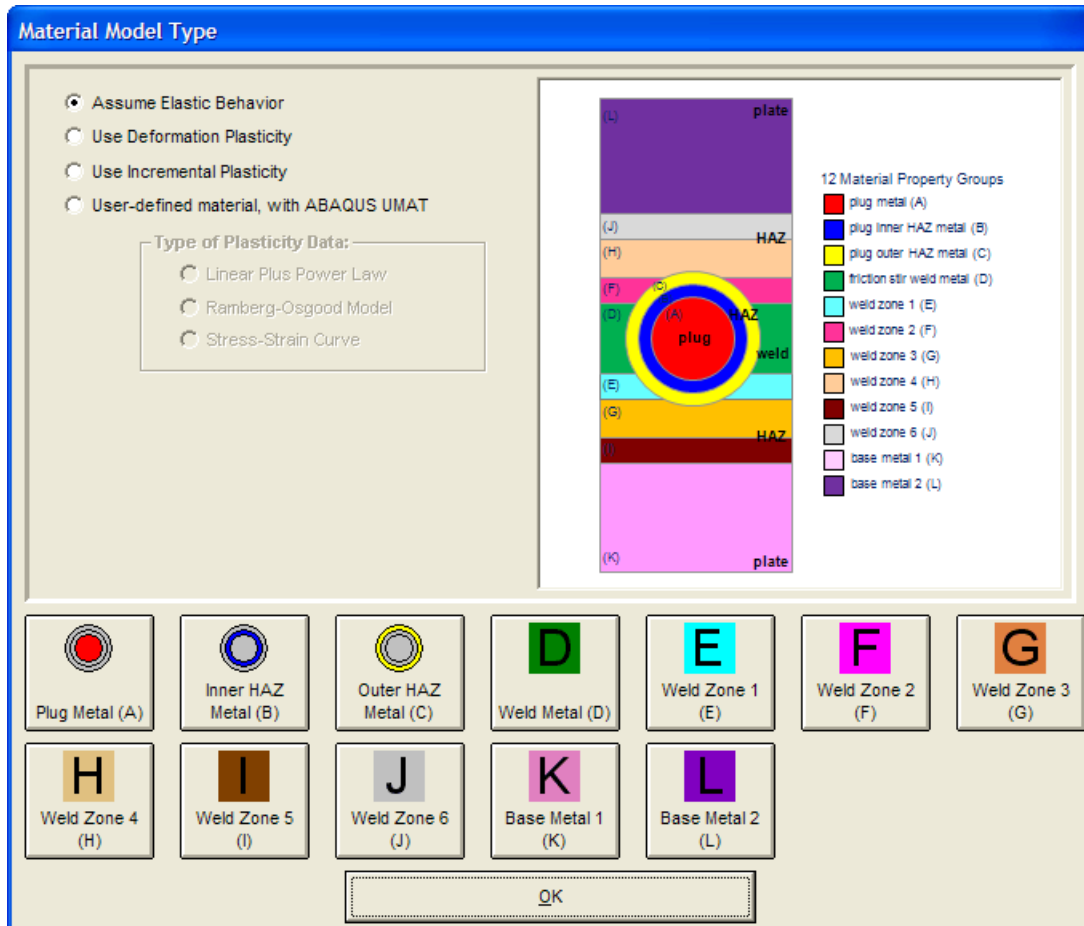 Material Model Type
Assume Elastic Behavior
Use Deformation Plasticity
Use Incremental Plasticity
User-defined material, with ABAQUS UMAT
Type of Plasticity Data:
Linear Plus Power Law
Ramberg-Osgood Model
Stress-Strain Curve
(L)
plate
(J)
HAZ
(H)
(F)
(C)
(D)
(A)
HAZ
plug
weld
(E)
(G)
HAZ
(I)
(K)
plate
12 Material Property Groups
plug metal (A)
plug inner HAZ metal (B)
plug outer HAZ metal (C)
friction stir weld metal (D)
weld zone 1 (E)
weld zone 2 (F)
weld zone 3 (G)
weld zone 4 (H)
weld zone 5 (I)
weld zone 6 (J)
base metal 1 (K)
base metal 2 (L)
Plug Metal (A)
Inner HAZ
Metal (B)
Outer HAZ
Metal (C)
D
Weld Metal (D)
E
Weld Zone 1
(E)
F
Weld Zone 2
(F)
G
Weld Zone 3
(G)
H
Weld Zone 4
(H)
I
Weld Zone 5
(I)
J
Weld Zone 6
(J)
K
Base Metal 1
(K)
L
Base Metal 2
(L)
OK